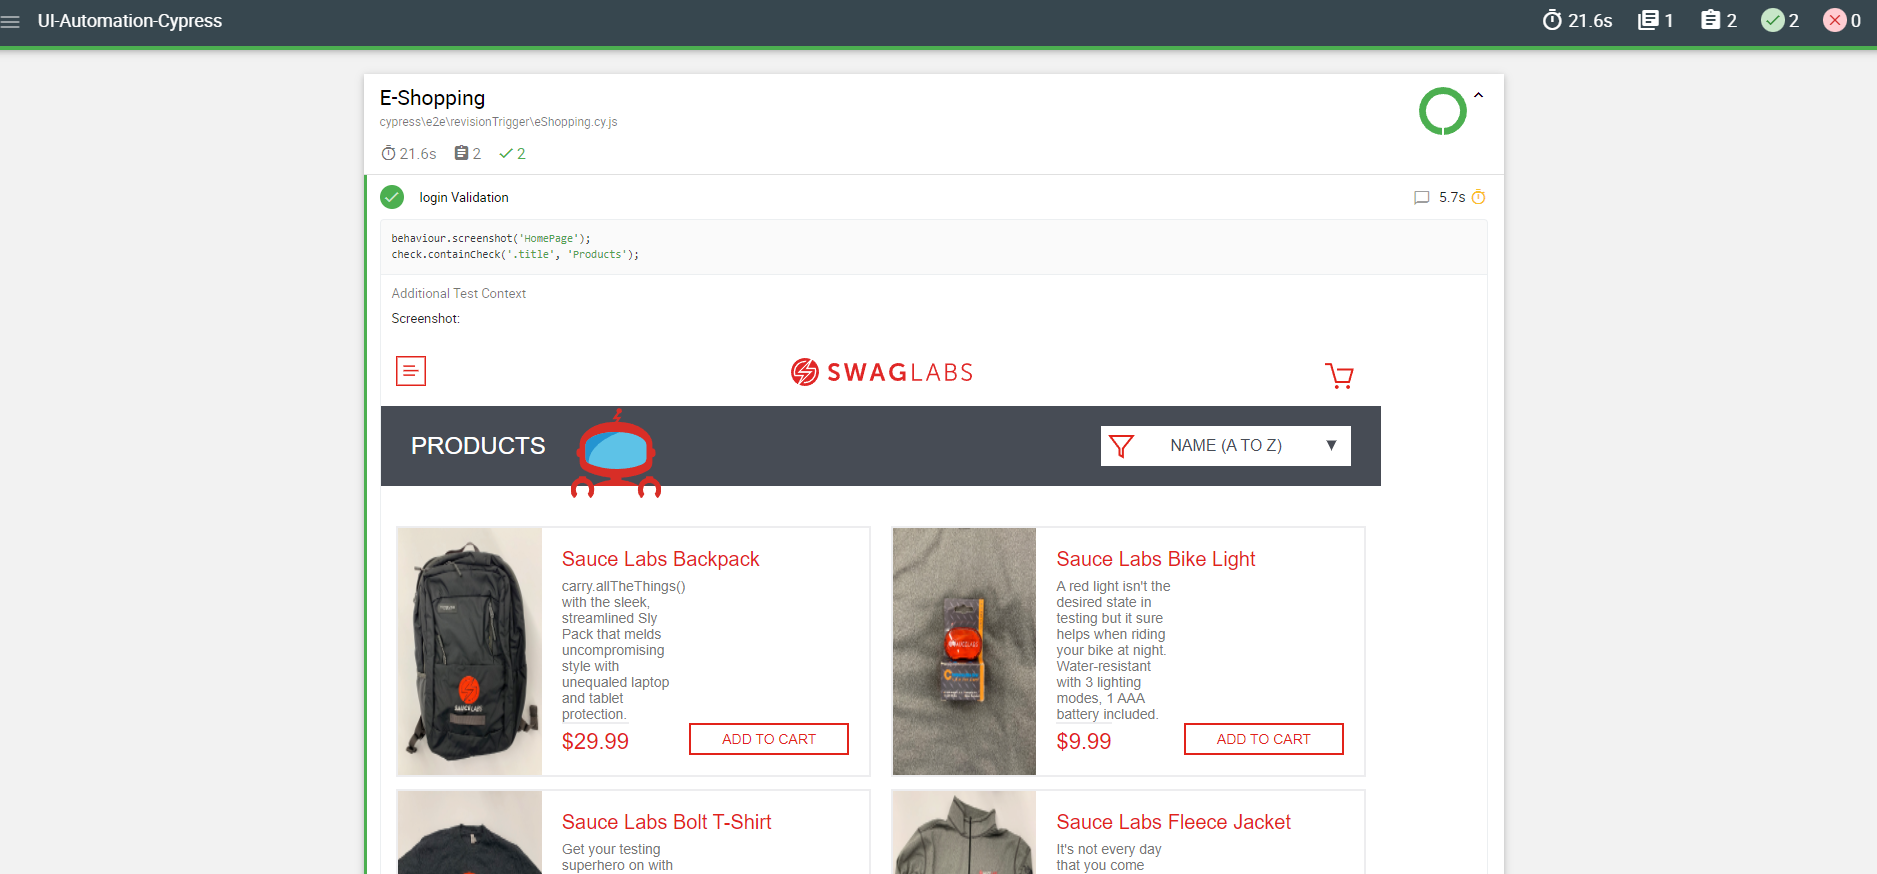 UI-Automation-Cypress
21.6s 1 2 2 0
E-Shopping
cypress\e2e\revisionTrigger\eShopping.cy.js
21.6s 2 2
login Validation
5.7s
behaviour.screenshot('HomePage');
check.containCheck('.title', 'Products');
Additional Test Context
Screenshot:
SWAGLABS
PRODUCTS
NAME (A TO Z)
Sauce Labs Backpack
carry.allTheThings()
with the sleek,
streamlined Sly
Pack that melds
uncompromising
style with
unequaled laptop
and tablet
protection.
$29.99
ADD TO CART
SAUCELABS
Sauce Labs Bike Light
A red light isn't the
desired state in
testing but it sure
helps when riding
your bike at night.
Water-resistant
with 3 lighting
modes, 1 AAA
battery included.
$9.99
ADD TO CART
SAUCELABS
Sauce Labs Bolt T-Shirt
Get your testing
superhero on with
Sauce Labs Fleece Jacket
It's not every day
that you come